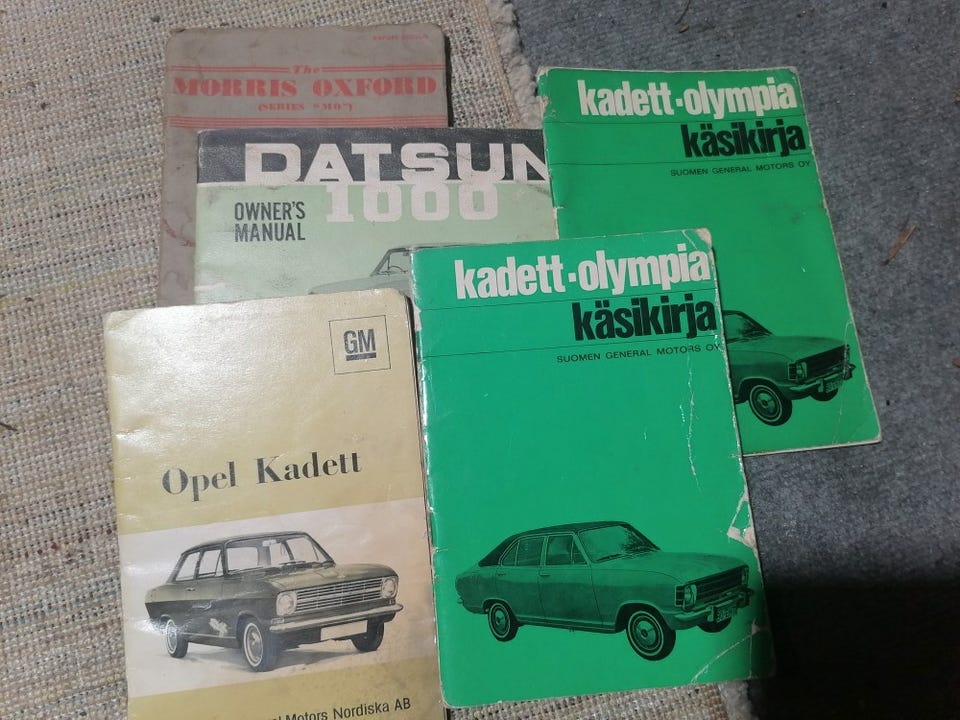 The
MORRIS OXFORD
(SERIES "MO")
DATSUN
1000
OWNER'S
MANUAL
kadett·olympia
käsikirja
SUOMEN GENERAL MOTORS OY
kadett·olympia
käsikirja
SUOMEN GENERAL MOTORS OY
GM
Opel Kadett
Motors Nordiska AB